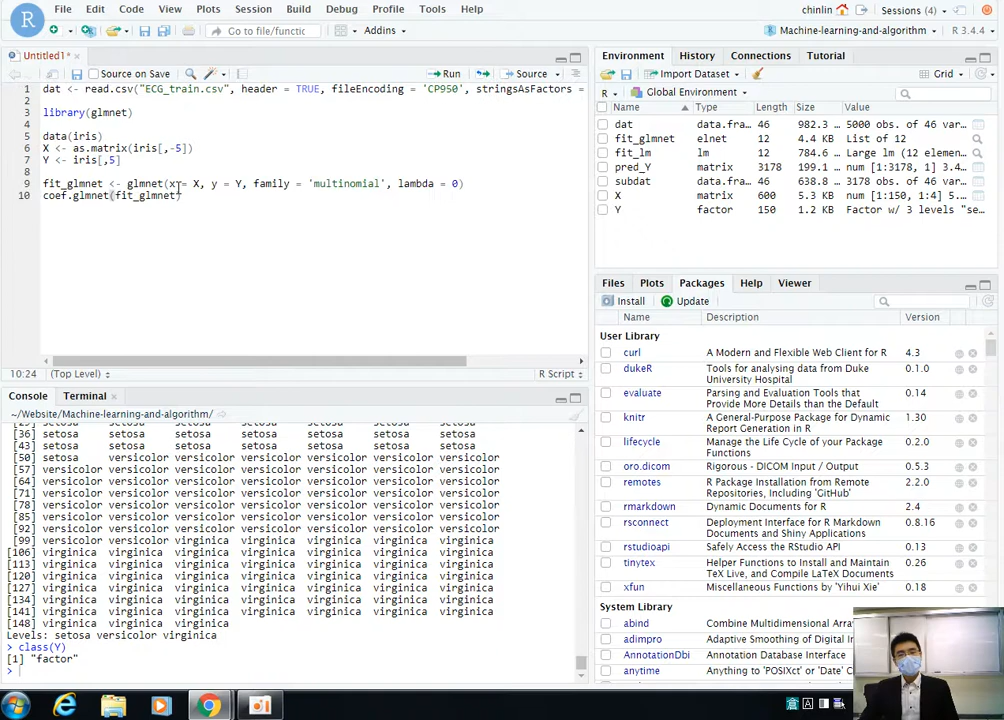 File Edit Code View Plots Session Build Debug Profile Tools Help
chinlin
Sessions (4)
Go to file/functic
Addins
Machine-learning-and-algorithm
R 3.4.4
Untitled1*
Source on Save
Run
Source
1 dat <- read.csv("ECG_train.csv", header = TRUE, fileEncoding = 'CP950', stringsAsFactors =
2
3 library(glmnet)
4
5 data(iris)
6 X <- as.matrix(iris[,-5])
7 Y <- iris[,5]
8
9 fit_glmnet <- glmnet(x = X, y = Y, family = 'multinomial', lambda = 0)
10 coef.glmnet(fit_glmnet)
10:24 (Top Level) R Script
Console Terminal
~/Website/Machine-learning-and-algorithm/
[36] setosa setosa setosa setosa setosa setosa setosa
[43] setosa setosa setosa setosa setosa setosa setosa
[50] setosa versicolor versicolor versicolor versicolor versicolor versicolor
[57] versicolor versicolor versicolor versicolor versicolor versicolor versicolor
[64] versicolor versicolor versicolor versicolor versicolor versicolor versicolor
[71] versicolor versicolor versicolor versicolor versicolor versicolor versicolor
[78] versicolor versicolor versicolor versicolor versicolor versicolor versicolor
[85] versicolor versicolor versicolor versicolor versicolor versicolor versicolor
[92] versicolor versicolor versicolor versicolor versicolor versicolor versicolor
[99] versicolor versicolor virginica virginica virginica virginica virginica
[106] virginica virginica virginica virginica virginica virginica virginica
[113] virginica virginica virginica virginica virginica virginica virginica
[120] virginica virginica virginica virginica virginica virginica virginica
[127] virginica virginica virginica virginica virginica virginica virginica
[134] virginica virginica virginica virginica virginica virginica virginica
[141] virginica virginica virginica virginica virginica virginica virginica
[148] virginica virginica virginica
Levels: setosa versicolor virginica
> class(Y)
[1] "factor"
>
Environment History Connections Tutorial
Import Dataset
Grid
R Global Environment
Name Type Length Size Value
dat data.fra… 46 982.3 … 5000 obs. of 46 var…
fit_glmnet elnet 12 4.4 KB List of 12
fit_lm lm 12 784.6 … Large lm (12 elemen…
pred_Y matrix 3178 199.1 … num [1:3178, 1] 3.…
subdat data.fra… 46 638.8 … 3178 obs. of 46 var…
X matrix 600 5.3 KB num [1:150, 1:4] 5.…
Y factor 150 1.2 KB Factor w/ 3 levels "se…
Files Plots Packages Help Viewer
Install Update
Name Description Version
User Library
curl A Modern and Flexible Web Client for R 4.3
dukeR Tools for analysing data from Duke University Hospital 0.1.0
evaluate Parsing and Evaluation Tools that Provide More Details than the Default 0.14
knitr A General-Purpose Package for Dynamic Report Generation in R 1.30
lifecycle Manage the Life Cycle of your Package Functions 0.2.0
oro.dicom Rigorous - DICOM Input / Output 0.5.3
remotes R Package Installation from Remote Repositories, Including 'GitHub' 2.2.0
rmarkdown Dynamic Documents for R 2.4
rsconnect Deployment Interface for R Markdown Documents and Shiny Applications 0.8.16
rstudioapi Safely Access the RStudio API 0.13
tinytex Helper Functions to Install and Maintain TeX Live, and Compile LaTeX Documents 0.26
xfun Miscellaneous Functions by 'Yihui Xie' 0.18
System Library
abind Combine Multidimensional Array
adimpro Adaptive Smoothing of Digital I
AnnotationDbi Annotation Database Interface
anytime Anything to 'POSIXct' or 'Date' C